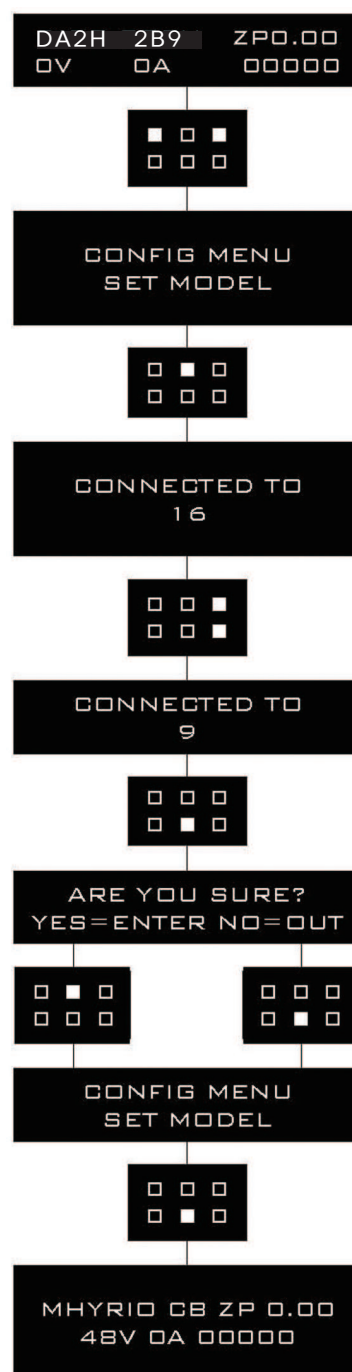 DA2H 2B9 ZP0.00
0V 0A 00000
CONFIG MENU
SET MODEL
CONNECTED TO
16
CONNECTED TO
9
ARE YOU SURE?
YES=ENTER NO=OUT
CONFIG MENU
SET MODEL
MHYRIO CB ZP 0.00
48V 0A 00000